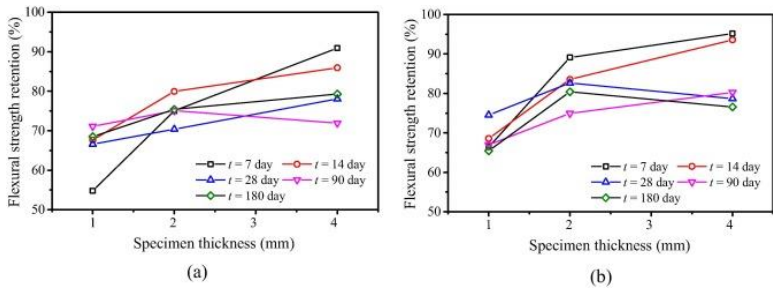 (a)
100
90
80
70
60
50
Flexural strength retention (%)
t = 7 day
t = 14 day
t = 28 day
t = 90 day
t = 180 day
1
2
3
4
Specimen thickness (mm)
(a)
100
90
80
70
60
50
Flexural strength retention (%)
t = 7 day
t = 14 day
t = 28 day
t = 90 day
t = 180 day
1
2
3
4
Specimen thickness (mm)
(b)
(b)